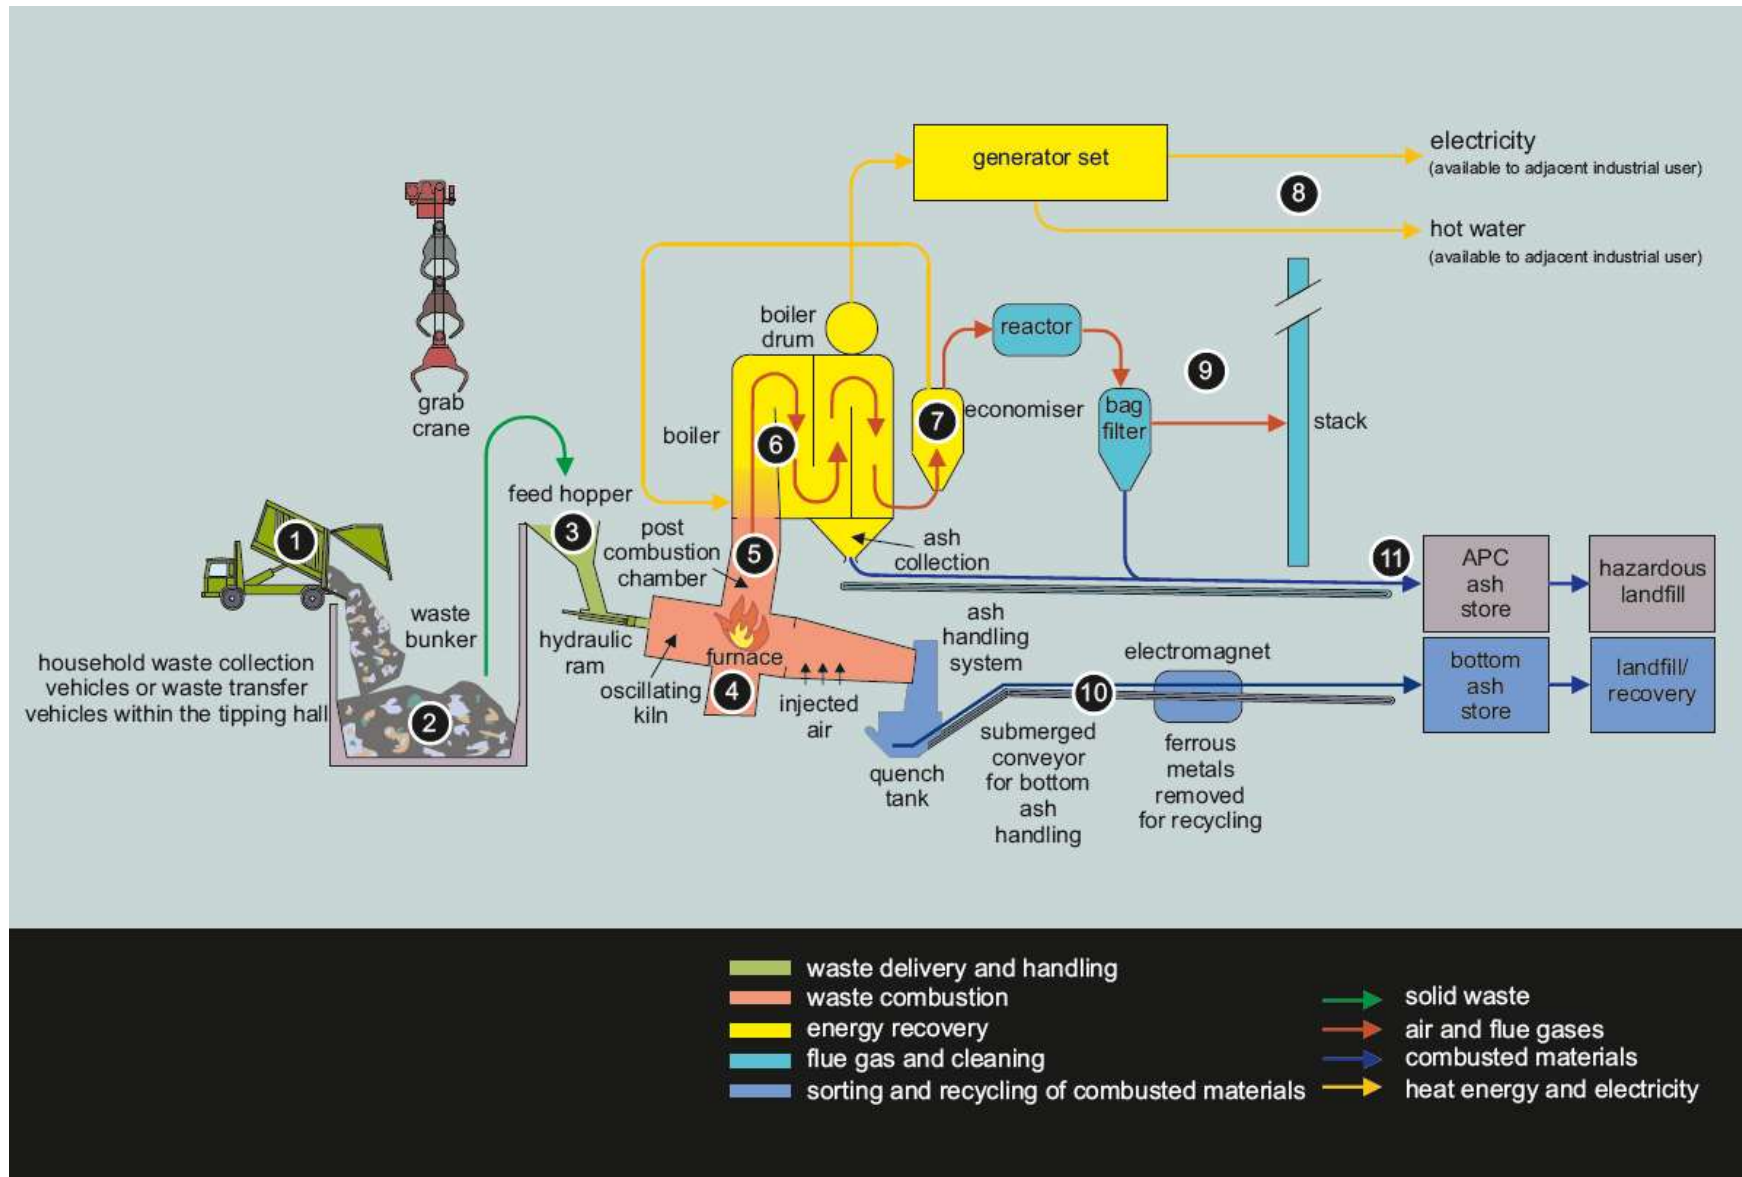 generator set
electricity
(available to adjacent industrial user)
8
hot water
(available to adjacent industrial user)
grab
crane
boiler
drum
reactor
9
bag
filter
stack
7
economiser
boiler
6
feed hopper
3
1
post
combustion
chamber
5
ash
collection
11
APC
ash
store
hazardous
landfill
waste
bunker
hydraulic
ram
household waste collection
vehicles or waste transfer
vehicles within the tipping hall
2
oscillating
kiln
furnace
4
injected
air
ash
handling
system
quench
tank
10
submerged
conveyor
for bottom
ash
handling
electromagnet
ferrous
metals
removed
for recycling
bottom
ash
store
landfill/
recovery
waste delivery and handling
waste combustion
energy recovery
flue gas and cleaning
sorting and recycling of combusted materials
solid waste
air and flue gases
combusted materials
heat energy and electricity